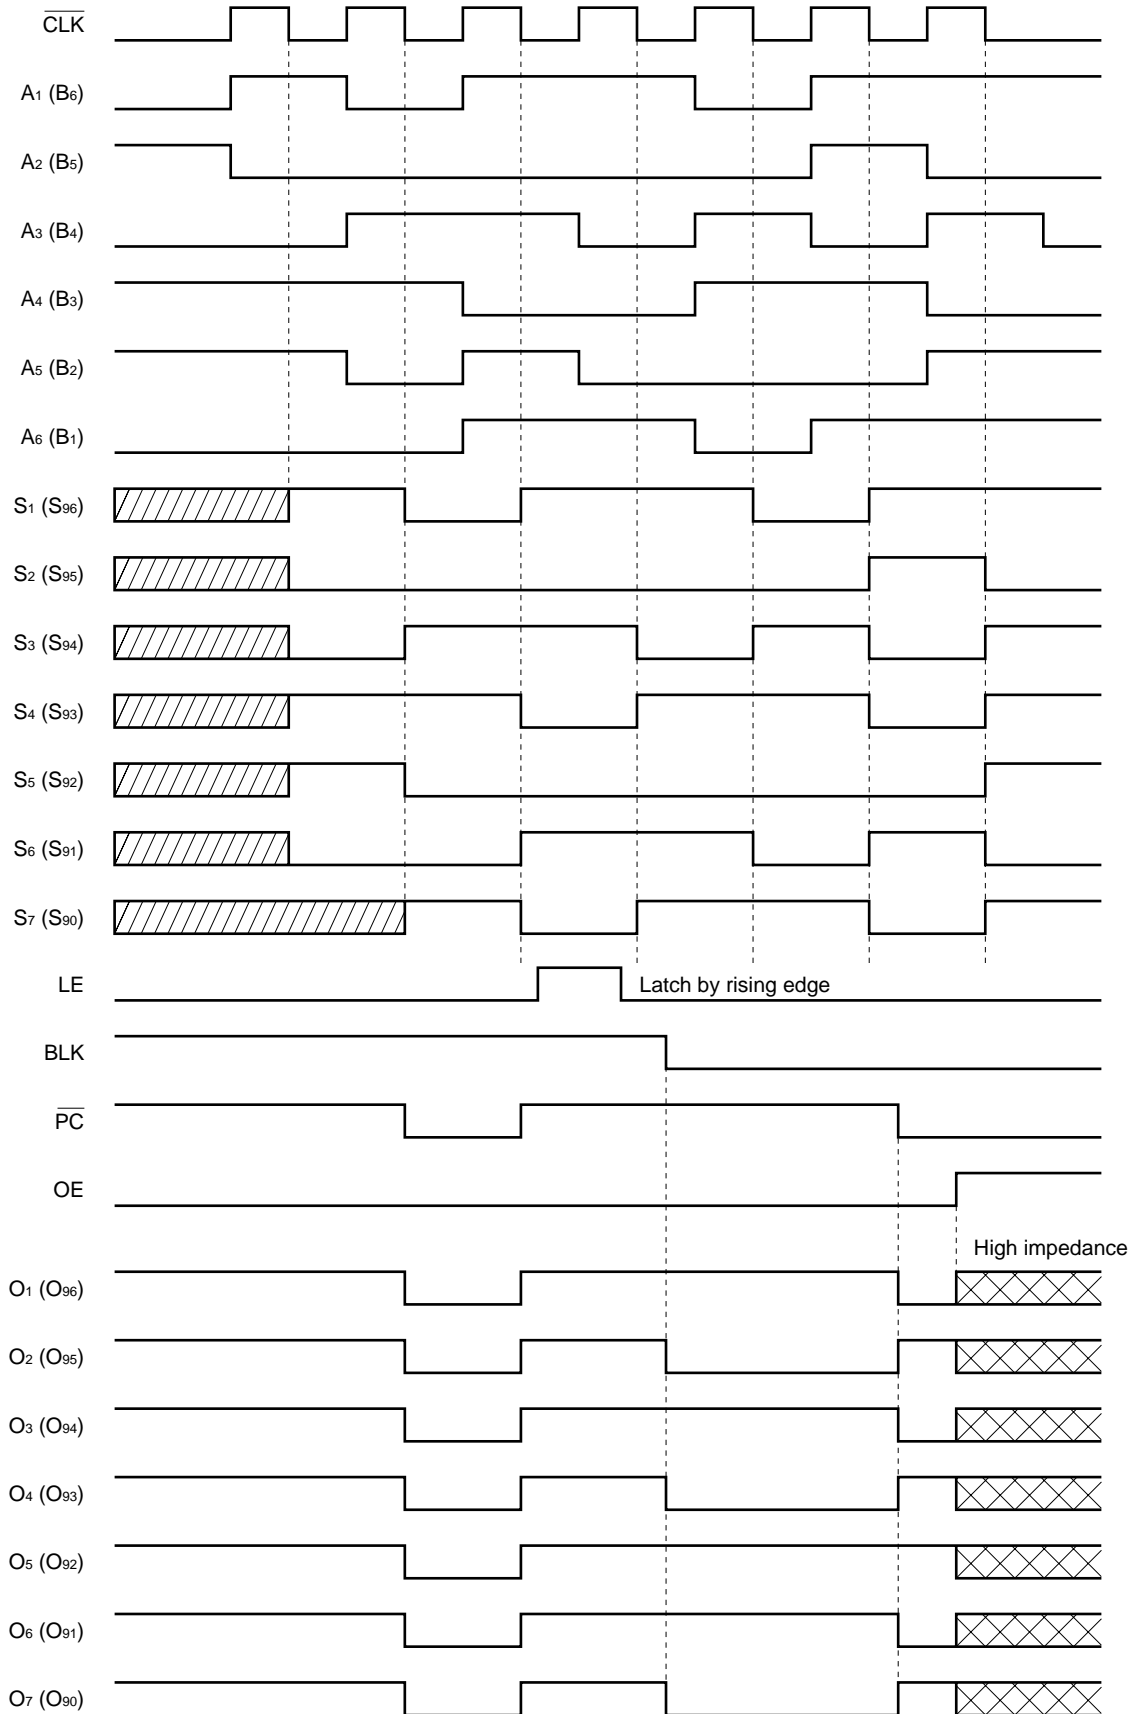 CLK
A1 (B6)
A2 (B5)
A3 (B4)
A4 (B3)
A5 (B2)
A6 (B1)
S1 (S96)
S2 (S95)
S3 (S94)
S4 (S93)
S5 (S92)
S6 (S91)
S7 (S90)
LE
Latch by rising edge
BLK
PC
OE
High impedance
O1 (O96)
O2 (O95)
O3 (O94)
O4 (O93)
O5 (O92)
O6 (O91)
O7 (O90)